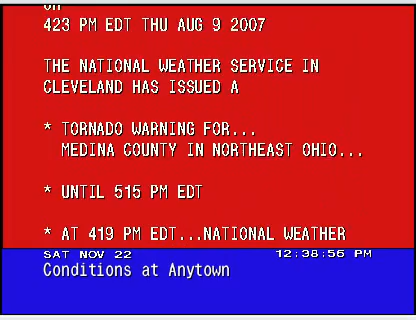 OH
423 PM EDT THU AUG 9 2007
THE NATIONAL WEATHER SERVICE IN
CLEVELAND HAS ISSUED A
* TORNADO WARNING FOR...
MEDINA COUNTY IN NORTHEAST OHIO...
* UNTIL 515 PM EDT
* AT 419 PM EDT...NATIONAL WEATHER
SAT NOV 22 12:38:56 PM
Conditions at Anytown